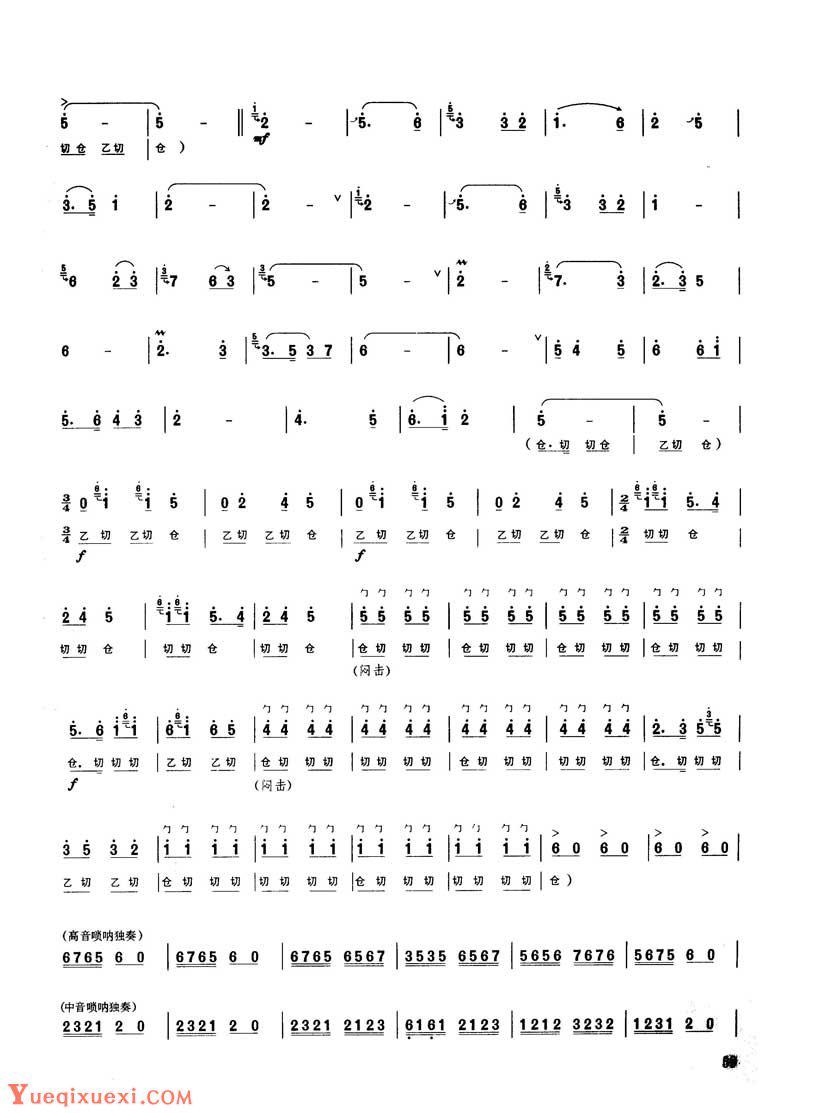 5 - | 5 - || 2 - | 5. 6 | 3 3 2 | 1. 6 | 2 5 |
切仓 乙切 | 仓 ) mf
3. 5 1 | 2 - | 2 - ∨ | 2 - | 5. 6 | 3 3 2 | 1 - |
6 2 3 | 7 6 3 | 5 - | 5 - ∨ | 2 - | 7. 3 | 2. 3 5 |
6 - | 2. 3 | 3. 5 3 7 | 6 - | 6 - ∨ | 5 4 5 | 6 6 1 |
5. 6 4 3 | 2 - | 4. 5 | 6. 1 2 | 5 - | 5 - |
(仓. 切 切仓 | 乙切 仓)
3/4 0 1 1 5 | 0 2 4 5 | 0 1 1 5 | 0 2 4 5 | 2/4 1 1 5. 4 |
3/4 乙切 乙切 仓 | 乙切 乙切 仓 | 乙切 乙切 仓 | 乙切 乙切 仓 | 2/4 切切 仓 |
f f
2 4 5 | 1 1 5. 4 | 2 4 5 | 5 5 5 5 | 5 5 5 5 | 5 5 5 5 | 5 5 5 5 |
切切 仓 | 切切 仓 | 切切 仓 | 仓切 切切 | 仓切 切切 | 仓切 切切 | 仓切 切切 |
(闷击)
5. 6 1 1 | 6 1 6 5 | 4 4 4 4 | 4 4 4 4 | 4 4 4 4 | 4 4 4 4 | 2. 3 5 5 |
仓. 切 切切 | 乙切 乙切 | 仓切 切切 | 切切 切切 | 仓切 切切 | 切切 切切 | 仓. 切 切切 |
f (闷击)
3 5 3 2 | 1 1 1 1 | 1 1 1 1 | 1 1 1 1 | 1 1 1 1 | 6 0 6 0 | 6 0 6 0 |
乙切 乙切 | 仓切 切切 | 切切 切切 | 仓切 切切 | 切切 切切 | 仓)
(高音唢呐独奏)
6765 6 0 | 6765 6 0 | 6765 6567 | 3535 6567 | 5656 7676 | 5675 6 0 |
(中音唢呐独奏)
2321 2 0 | 2321 2 0 | 2321 2123 | 6161 2123 | 1212 3232 | 1231 2 0 |
乐器学习网
Yueqixuexi.com